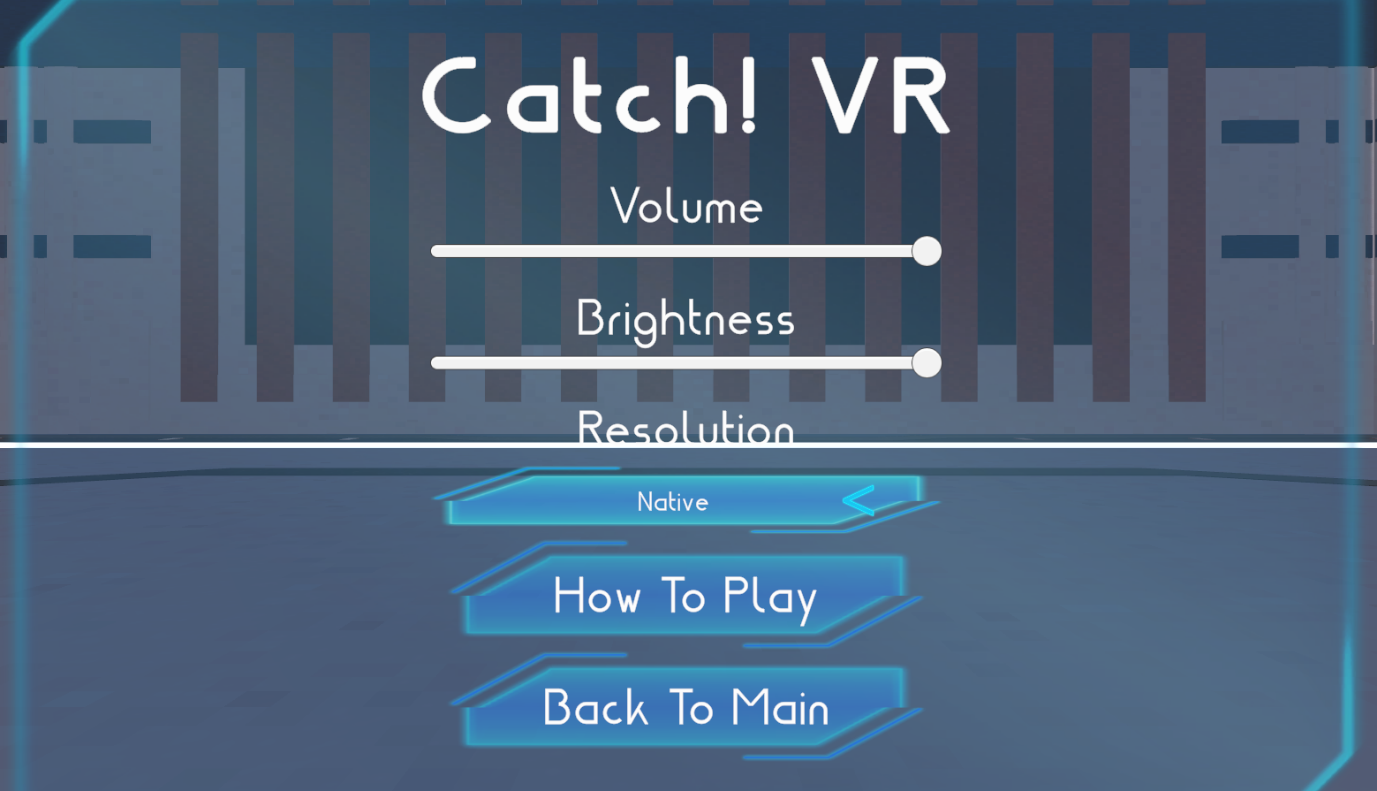 Catch! VR
Volume
Brightness
Resolution
Native
How To Play
Back To Main